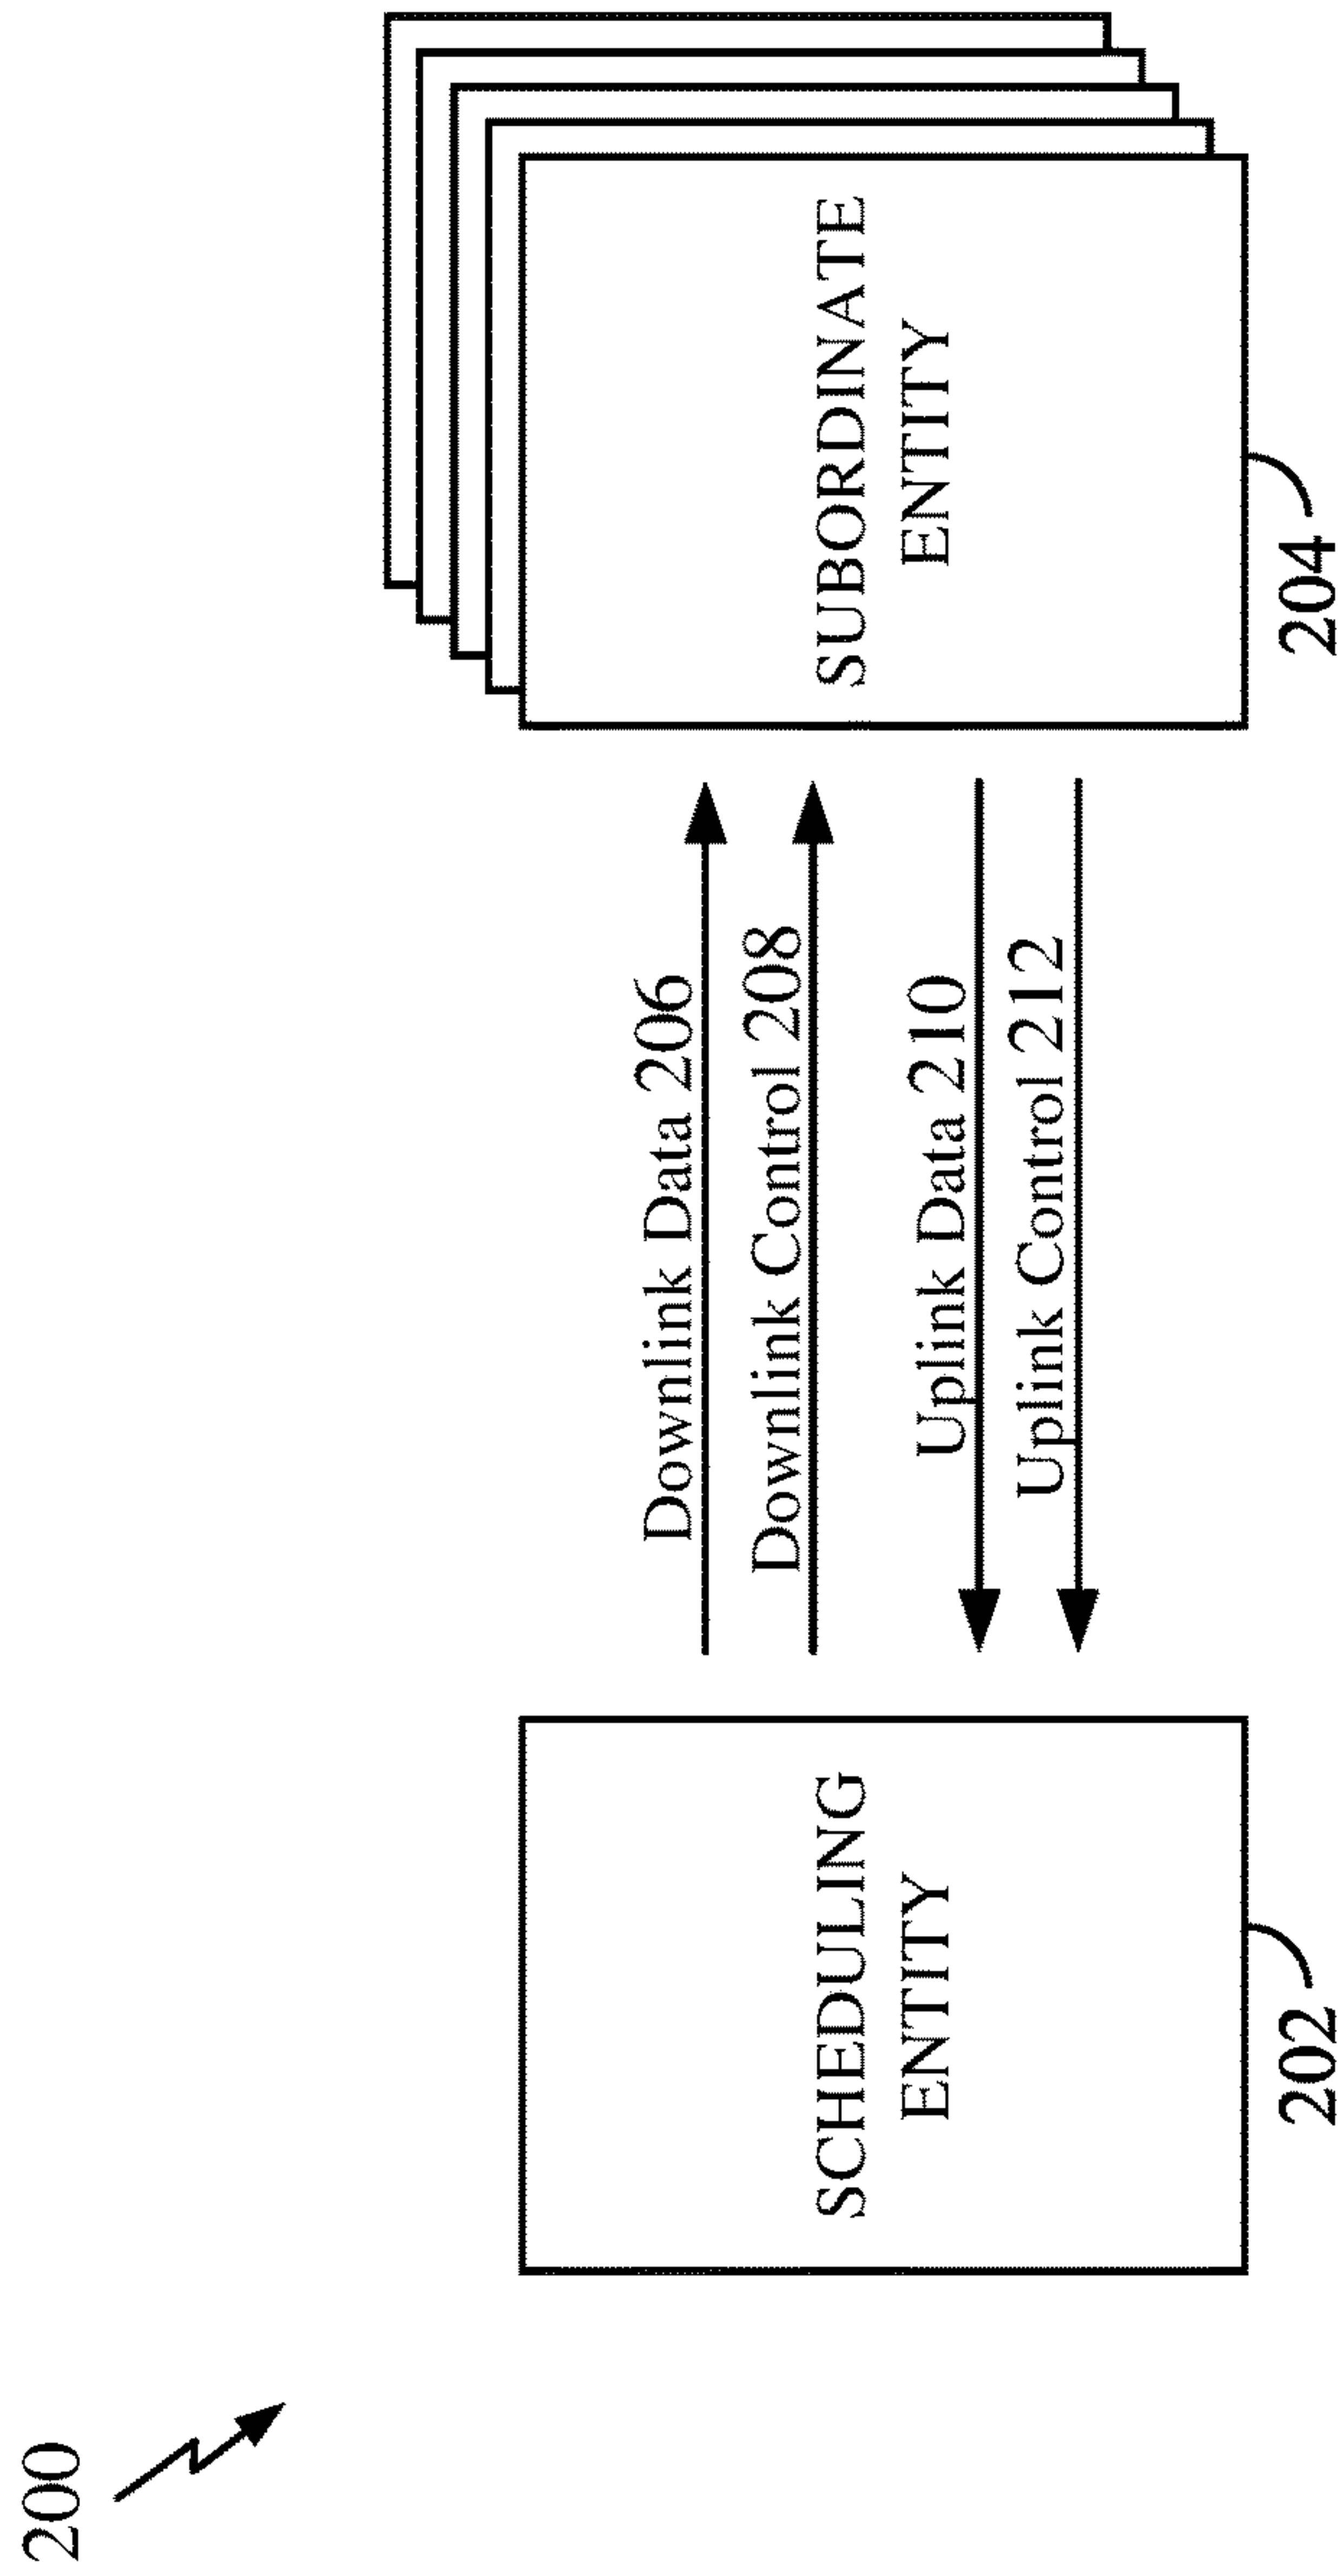 200
SCHEDULING
ENTITY
202
Downlink Data 206
Downlink Control 208
Uplink Data 210
Uplink Control 212
SUBORDINATE
ENTITY
204